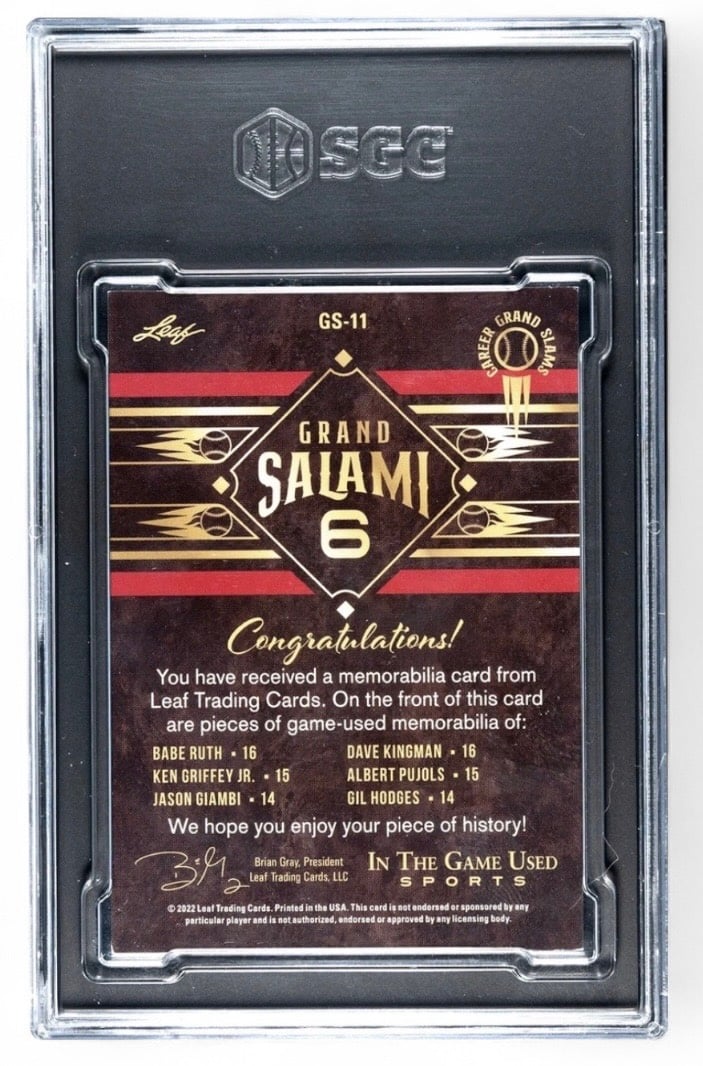 SGC
Leaf
GS-11
CAREER GRAND SLAMS
GRAND
SALAMI
6
Congratulations!
You have received a memorabilia card from
Leaf Trading Cards. On the front of this card
are pieces of game-used memorabilia of:
BABE RUTH • 16
DAVE KINGMAN • 16
KEN GRIFFEY JR. • 15
ALBERT PUJOLS • 15
JASON GIAMBI • 14
GIL HODGES • 14
We hope you enjoy your piece of history!
Brian Gray, President
Leaf Trading Cards, LLC
IN THE GAME USED
SPORTS
© 2022 Leaf Trading Cards. Printed in the USA. This card is not endorsed or sponsored by any
particular player and is not authorized, endorsed or approved by any licensing body.